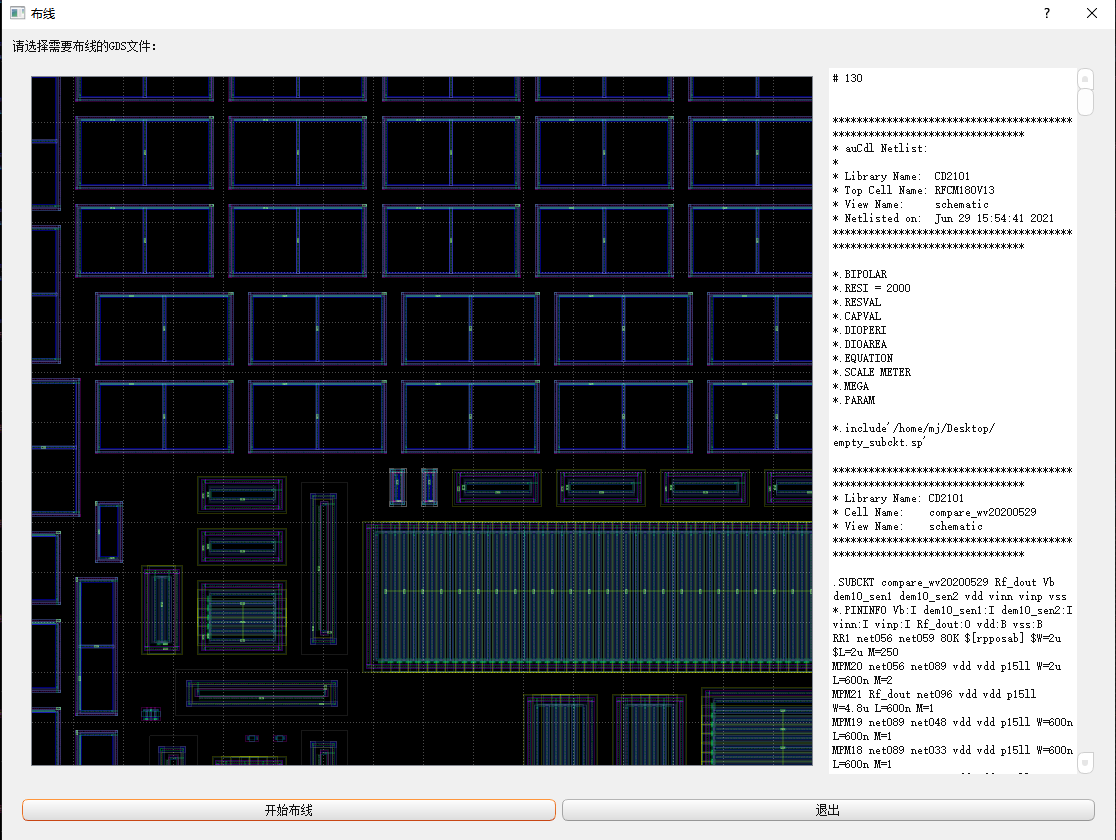 布线
?
请选择需要布线的GDS文件:
# 130
****************************************
********************************
* auCdl Netlist:
*
* Library Name:  CD2101
* Top Cell Name: RFCM180V13
* View Name:     schematic
* Netlisted on:  Jun 29 15:54:41 2021
****************************************
********************************
*.BIPOLAR
*.RESI = 2000
*.RESVAL
*.CAPVAL
*.DIOPERI
*.DIOAREA
*.EQUATION
*.SCALE METER
*.MEGA
*.PARAM
*.include'/home/mj/Desktop/
empty_subckt.sp'
****************************************
********************************
* Library Name: CD2101
* Cell Name:    compare_wv20200529
* View Name:    schematic
****************************************
********************************
.SUBCKT compare_wv20200529 Rf_dout Vb
dem10_sen1 dem10_sen2 vdd vinn vinp vss
*.PININFO Vb:I dem10_sen1:I dem10_sen2:I
vinn:I vinp:I Rf_dout:O vdd:B vss:B
RR1 net056 net059 80K $[rpposab] $W=2u
$L=2u M=250
MPM20 net056 net089 vdd vdd p15ll W=2u
L=600n M=2
MPM21 Rf_dout net096 vdd vdd p15ll
W=4.8u L=600n M=1
MPM19 net089 net048 vdd vdd p15ll W=600n
L=600n M=1
MPM18 net089 net033 vdd vdd p15ll W=600n
L=600n M=1
开始布线
退出